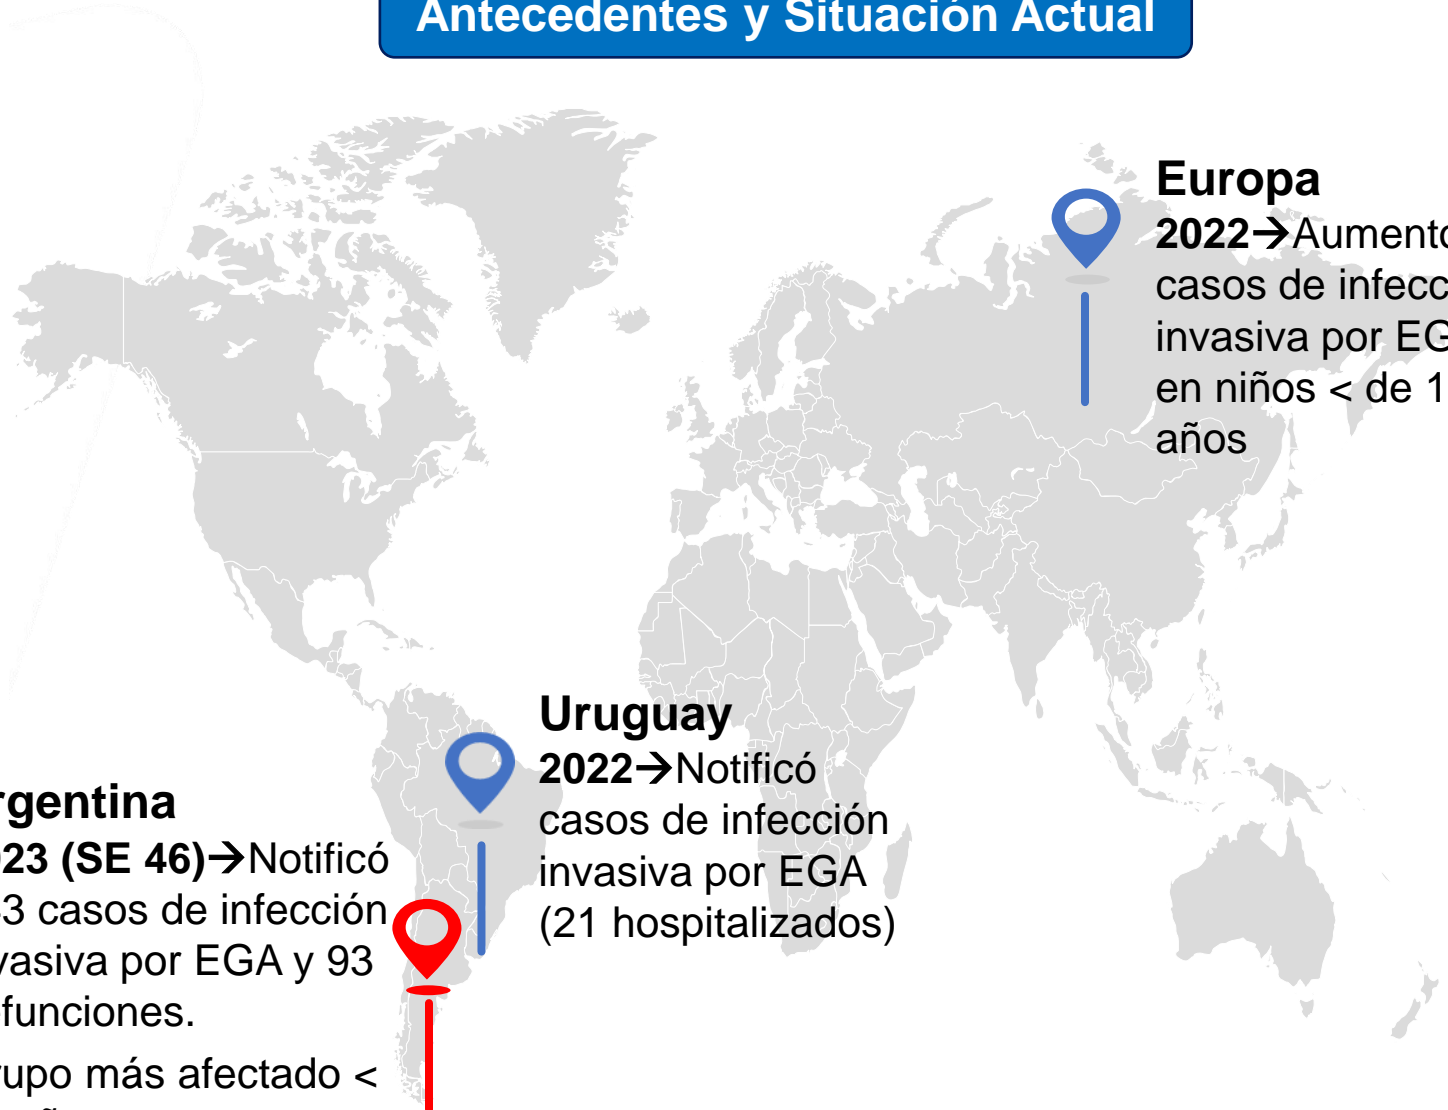 Antecedentes y Situación Actual
Europa
2022→Aumento
casos de infecc
invasiva por EG
en niños < de 1
años
Uruguay
2022→Notificó
casos de infección
invasiva por EGA
(21 hospitalizados)
rgentina
23 (SE 46)→Notificó
3 casos de infección
vasiva por EGA y 93
funciones.
rupo más afectado <